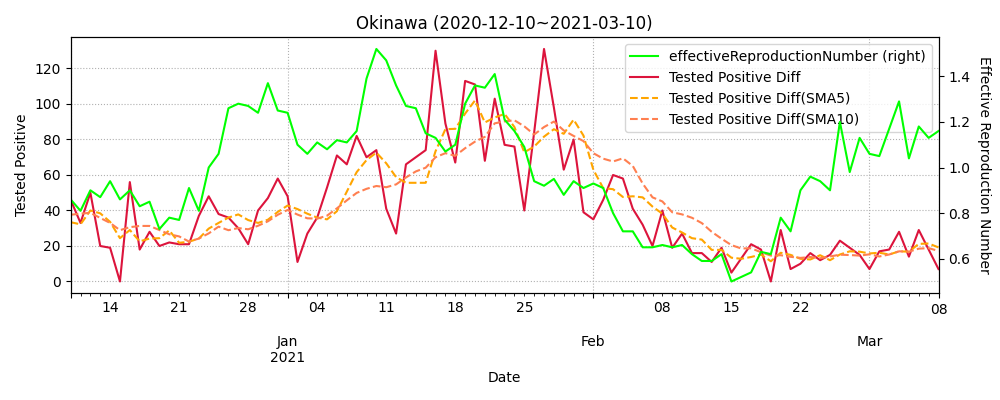 Okinawa (2020-12-10~2021-03-10)
effectiveReproductionNumber (right)
Tested Positive Diff
Tested Positive Diff(SMA5)
Tested Positive Diff(SMA10)
Tested Positive
120
100
80
60
40
20
0
1.4
1.2
1.0
0.8
0.6
Effective Reproduction Number
14 21 28 04 11 18 25 08 15 22 08
Jan Feb Mar
2021
Date